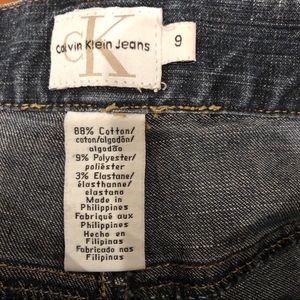 CK
Calvin Klein Jeans
9
88% Cotton/
coton/algodón/
algodão
9% Polyester/
poliéster
3% Elastane/
élasthanne/
elastano
Made in
Philippines
Fabriqué aux
Philippines
Hecho en
Filipinas
Fabricado nas
Filipinas